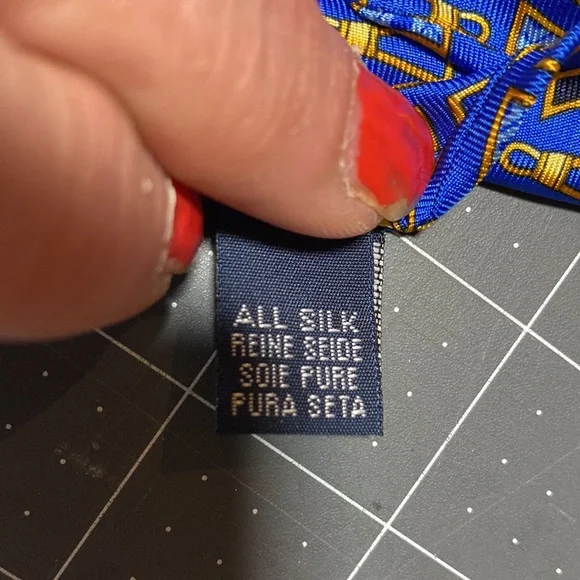 ALL SILK
REINE SEIDE
SOIE PURE
PURA SETA